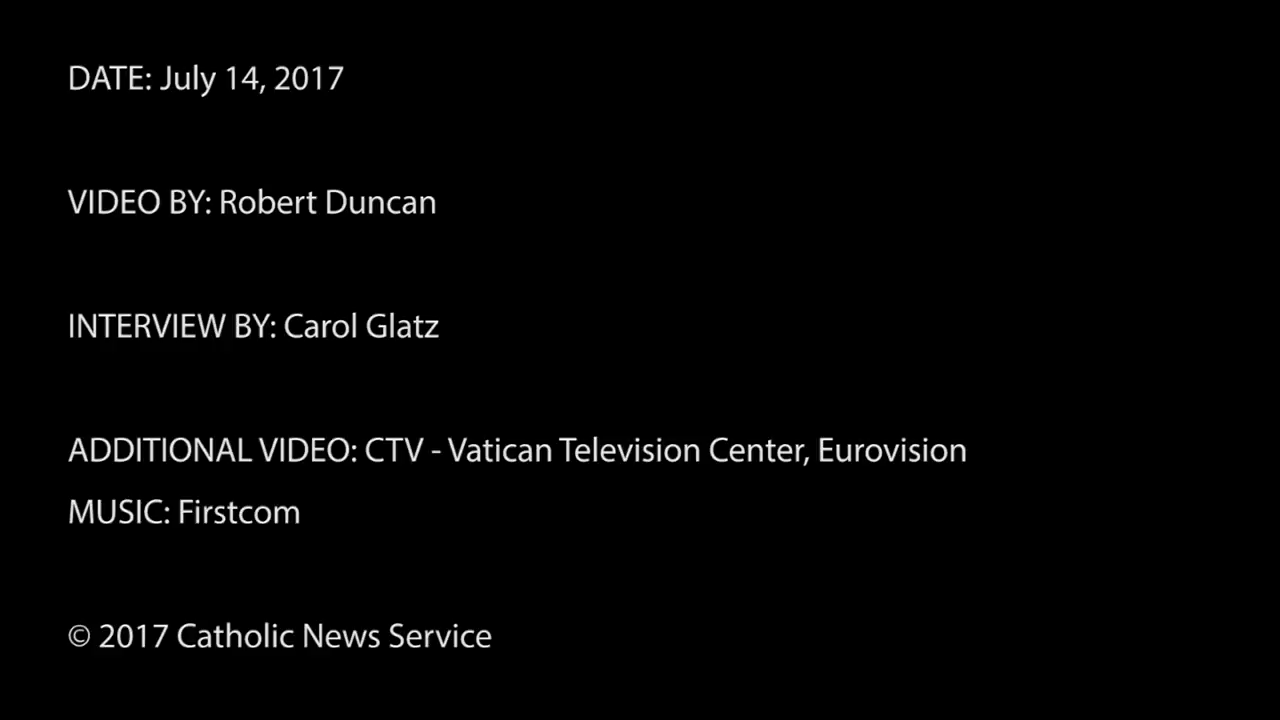 DATE: July 14, 2017
VIDEO BY: Robert Duncan
INTERVIEW BY: Carol Glatz
ADDITIONAL VIDEO: CTV - Vatican Television Center, Eurovision
MUSIC: Firstcom
© 2017 Catholic News Service